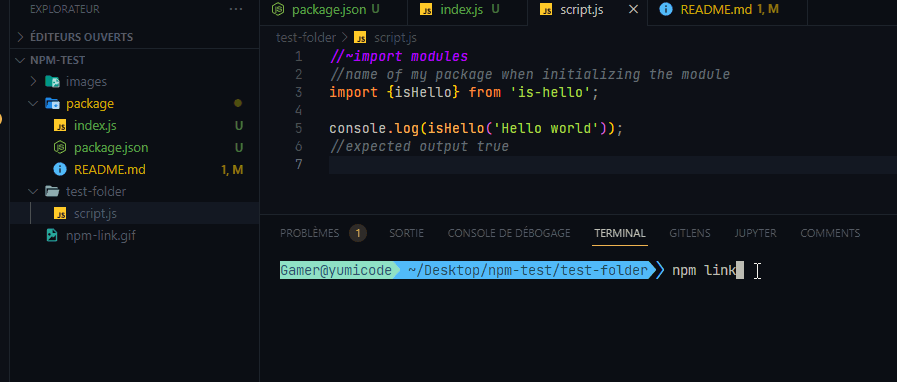 EXPLORATEUR
ÉDITEURS OUVERTS
NPM-TEST
images
package
index.js U
package.json U
README.md 1, M
test-folder
script.js
npm-link.gif
package.json U index.js U script.js README.md 1, M
test-folder > script.js
1 //~import modules
2 //name of my package when initializing the module
3 import {isHello} from 'is-hello';
4
5 console.log(isHello('Hello world'));
6 //expected output true
7
PROBLÈMES 1 SORTIE CONSOLE DE DÉBOGAGE TERMINAL GITLENS JUPYTER COMMENTS
Gamer@yumicode ~/Desktop/npm-test/test-folder npm link